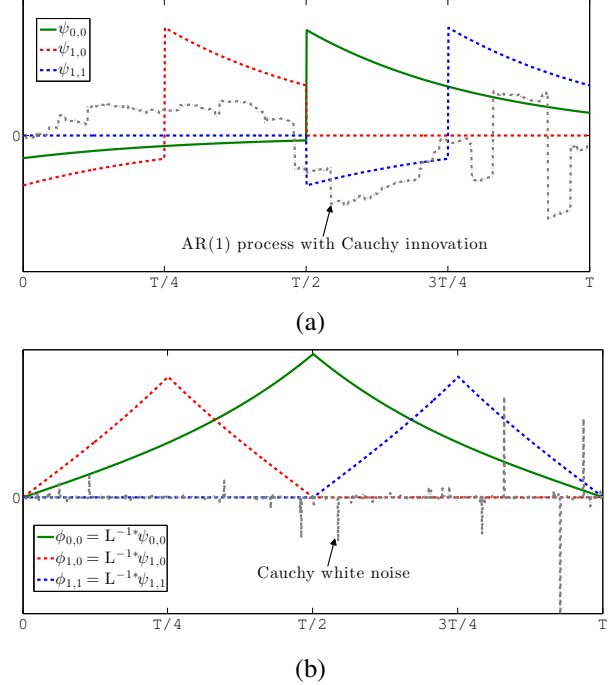 ψ₀,₀
ψ₁,₀
ψ₁,₁
0
AR(1) process with Cauchy innovation
0 T/4 T/2 3T/4 T
(a)
0
ϕ₀,₀ = L⁻¹*ψ₀,₀
ϕ₁,₀ = L⁻¹*ψ₁,₀
ϕ₁,₁ = L⁻¹*ψ₁,₁
Cauchy white noise
0 T/4 T/2 3T/4 T
(b)